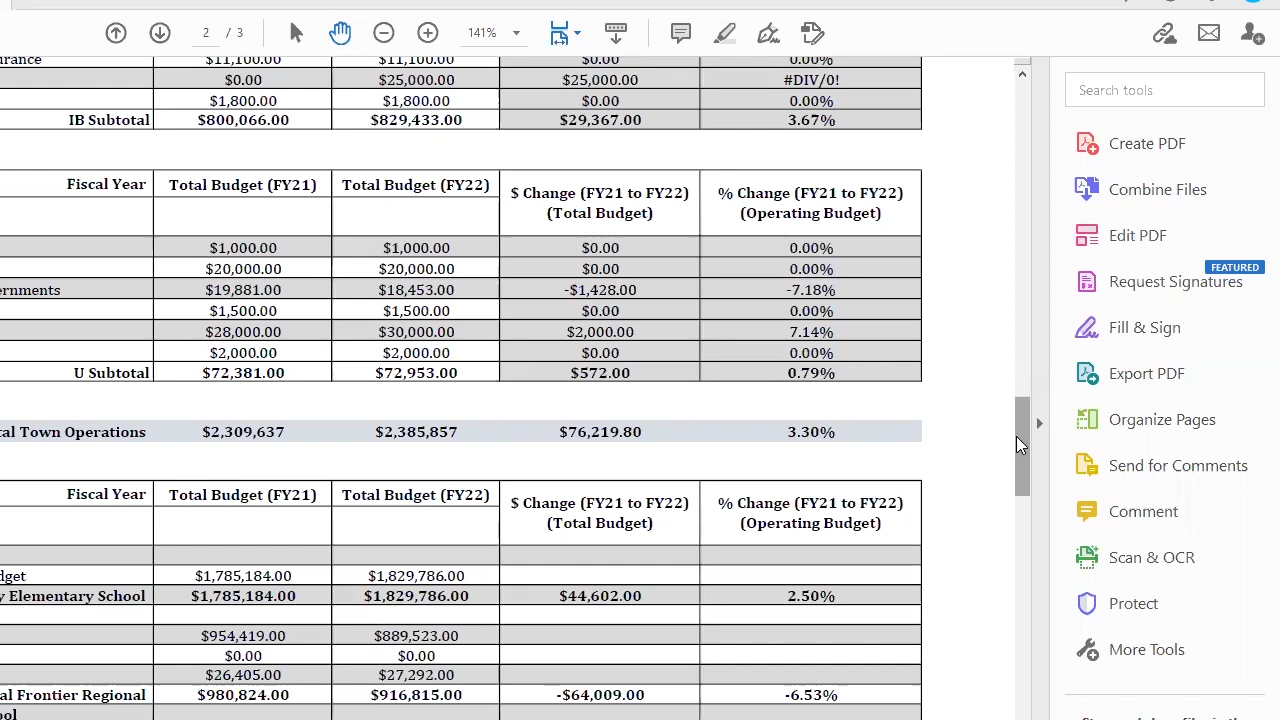 2 / 3 141%
urance $11,100.00 $11,100.00 $0.00 0.00%
$0.00 $25,000.00 $25,000.00 #DIV/0!
$1,800.00 $1,800.00 $0.00 0.00%
IB Subtotal $800,066.00 $829,433.00 $29,367.00 3.67%
Fiscal Year Total Budget (FY21) Total Budget (FY22) $ Change (FY21 to FY22) % Change (FY21 to FY22)
(Total Budget) (Operating Budget)
$1,000.00 $1,000.00 $0.00 0.00%
$20,000.00 $20,000.00 $0.00 0.00%
ernments $19,881.00 $18,453.00 -$1,428.00 -7.18%
$1,500.00 $1,500.00 $0.00 0.00%
$28,000.00 $30,000.00 $2,000.00 7.14%
$2,000.00 $2,000.00 $0.00 0.00%
U Subtotal $72,381.00 $72,953.00 $572.00 0.79%
tal Town Operations $2,309,637 $2,385,857 $76,219.80 3.30%
Fiscal Year Total Budget (FY21) Total Budget (FY22) $ Change (FY21 to FY22) % Change (FY21 to FY22)
(Total Budget) (Operating Budget)
dget $1,785,184.00 $1,829,786.00
y Elementary School $1,785,184.00 $1,829,786.00 $44,602.00 2.50%
$954,419.00 $889,523.00
$0.00 $0.00
$26,405.00 $27,292.00
al Frontier Regional $980,824.00 $916,815.00 -$64,009.00 -6.53%
ool
Search tools
Create PDF
Combine Files
Edit PDF
FEATURED
Request Signatures
Fill & Sign
Export PDF
Organize Pages
Send for Comments
Comment
Scan & OCR
Protect
More Tools